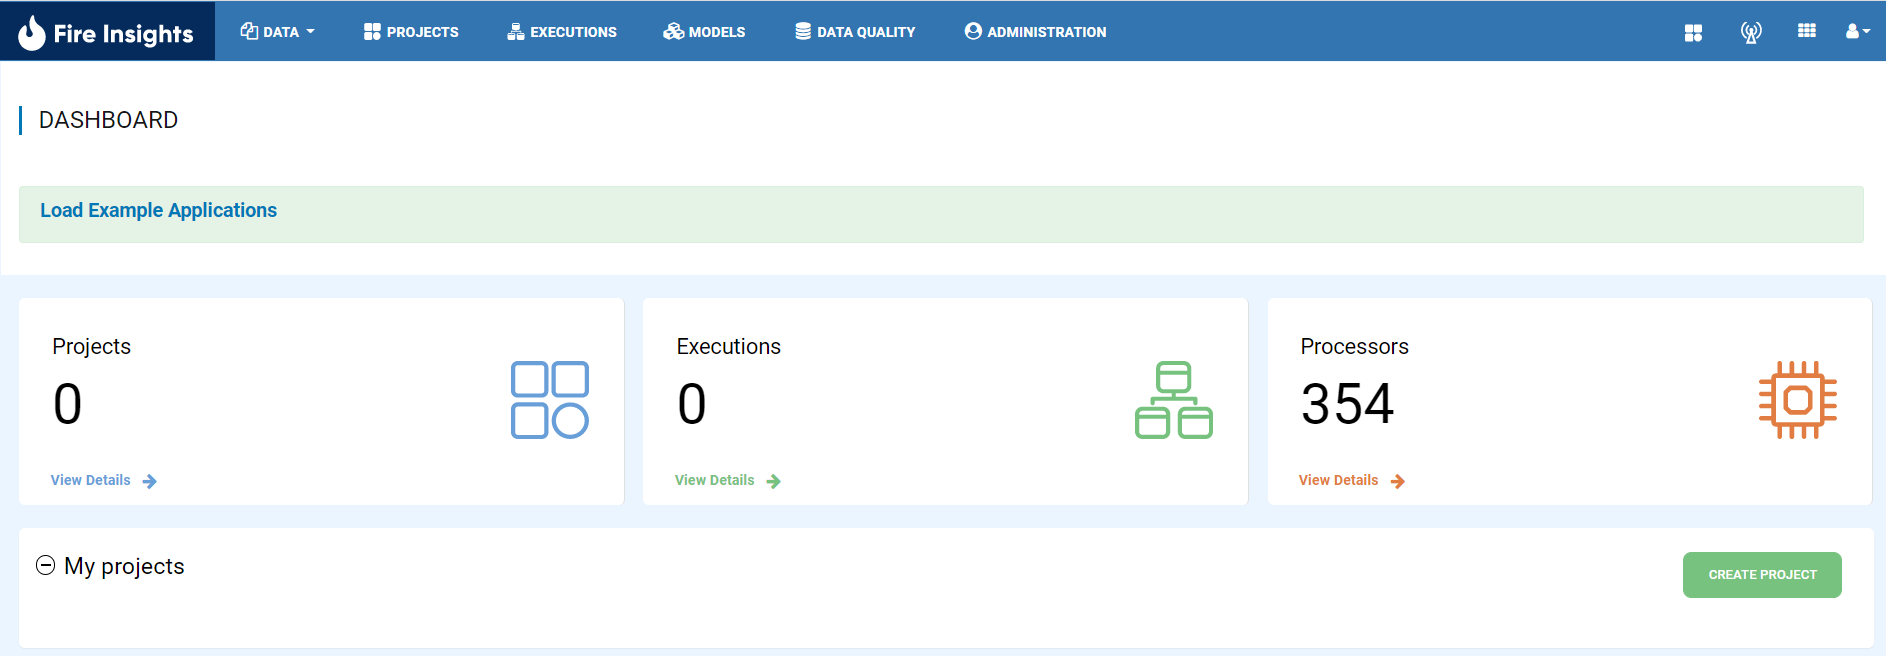 Fire Insights
DATA
PROJECTS
EXECUTIONS
MODELS
DATA QUALITY
ADMINISTRATION
DASHBOARD
Load Example Applications
Projects
0
View Details
Executions
0
View Details
Processors
354
View Details
My projects
CREATE PROJECT